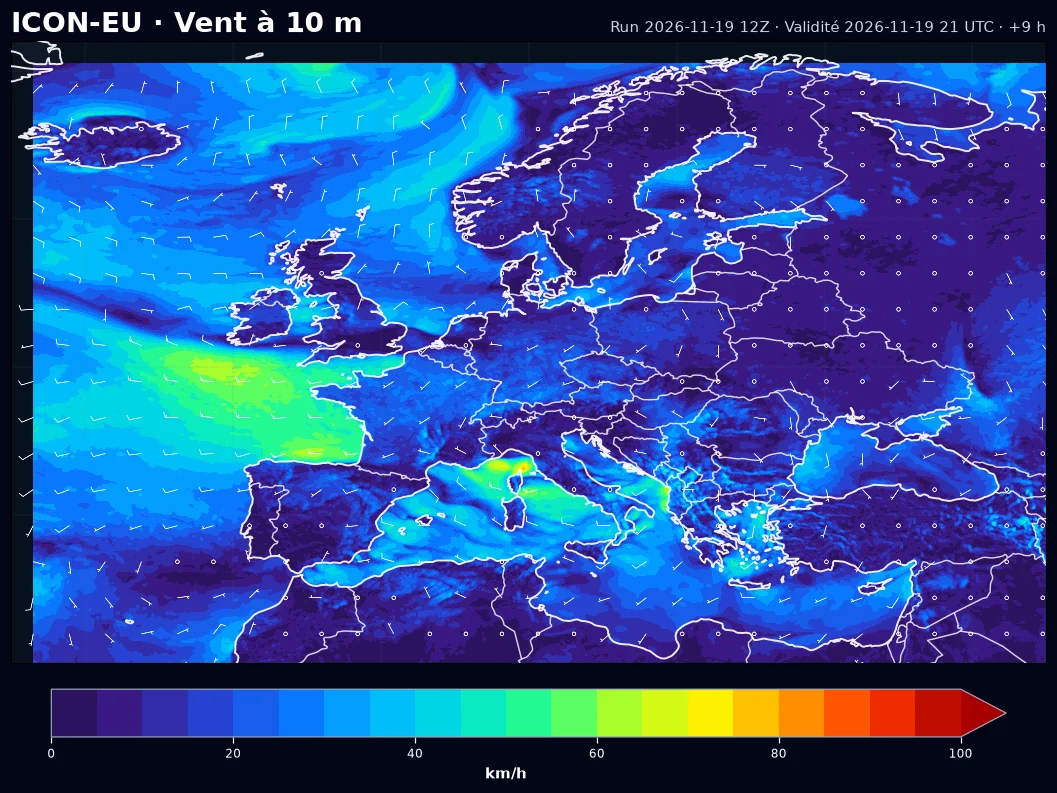 ICON-EU · Vent à 10 m
Run 2026-11-19 12Z · Validité 2026-11-19 21 UTC · +9 h
0 20 40 60 80 100
km/h